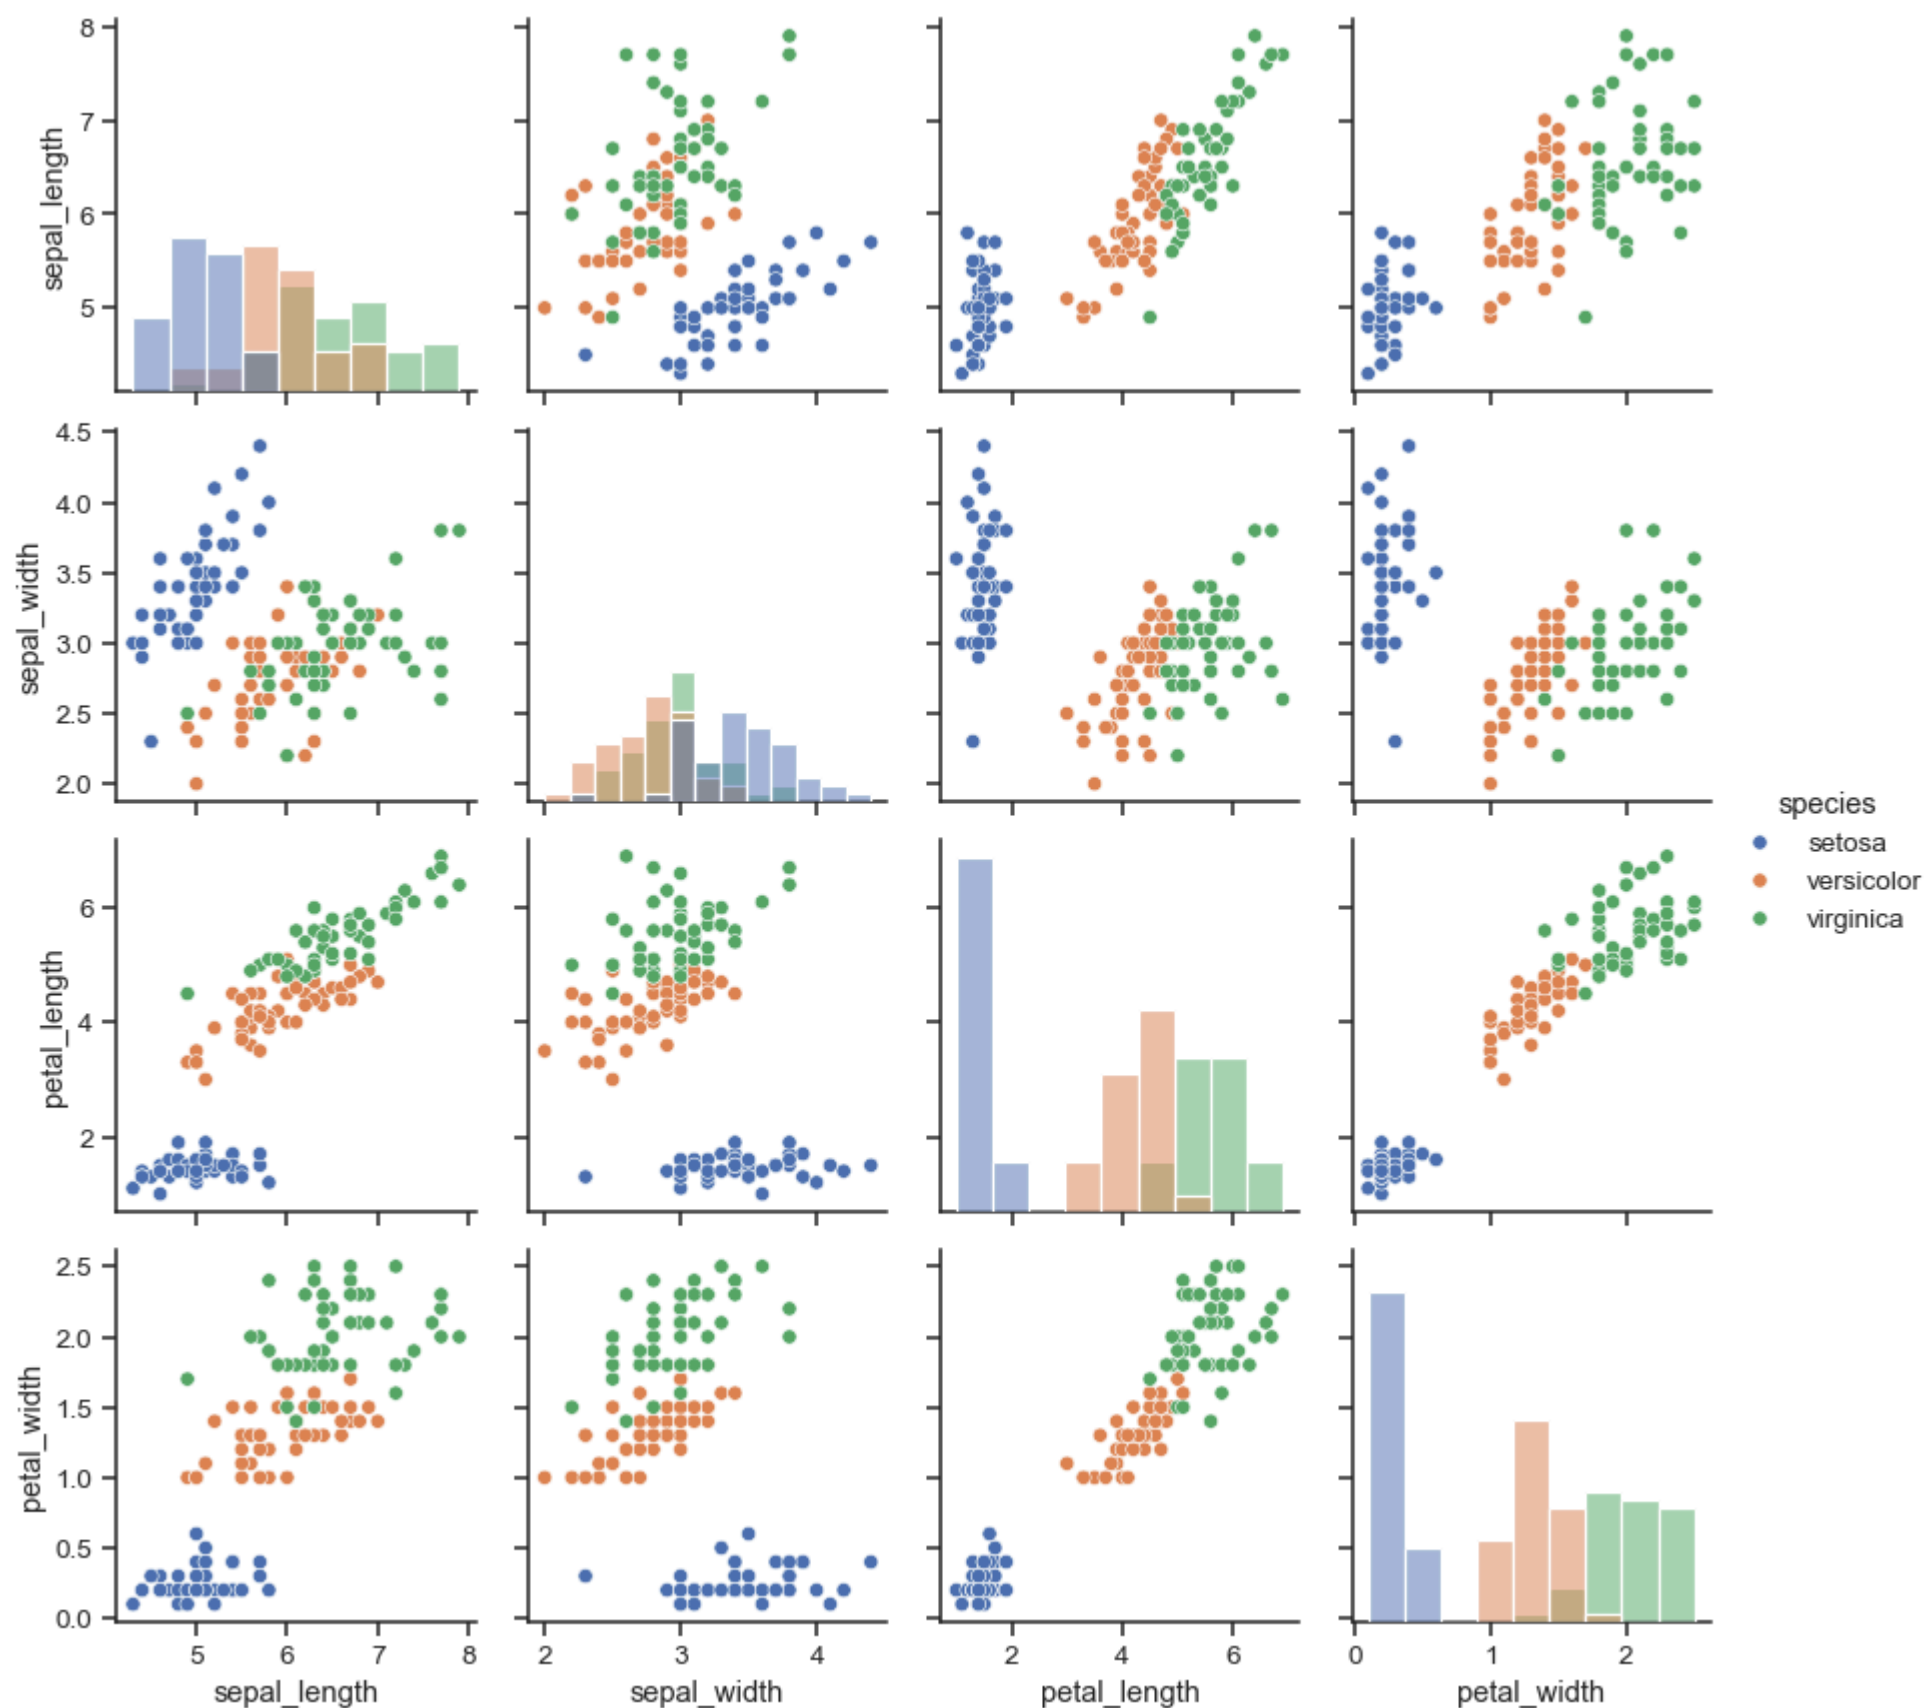 8
7
6
5
sepal_length
4.5
4.0
3.5
3.0
2.5
2.0
sepal_width
6
4
2
petal_length
2.5
2.0
1.5
1.0
0.5
0.0
petal_width
5 6 7 8
sepal_length
2 3 4
sepal_width
2 4 6
petal_length
0 1 2
petal_width
species
setosa
versicolor
virginica